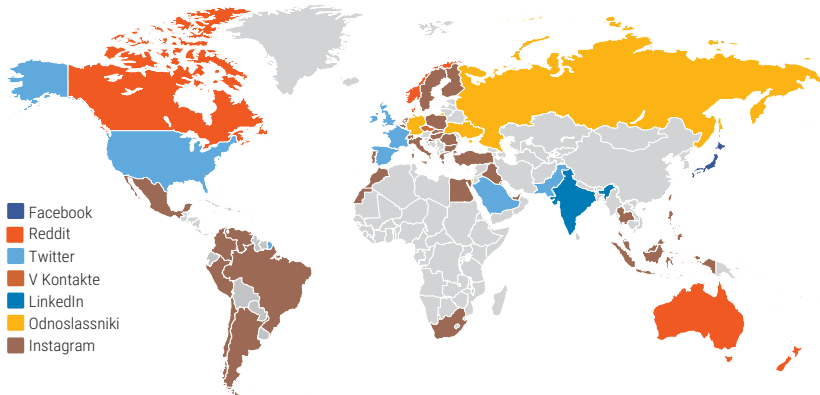 Facebook
Reddit
Twitter
V Kontakte
LinkedIn
Odnoslassniki
Instagram